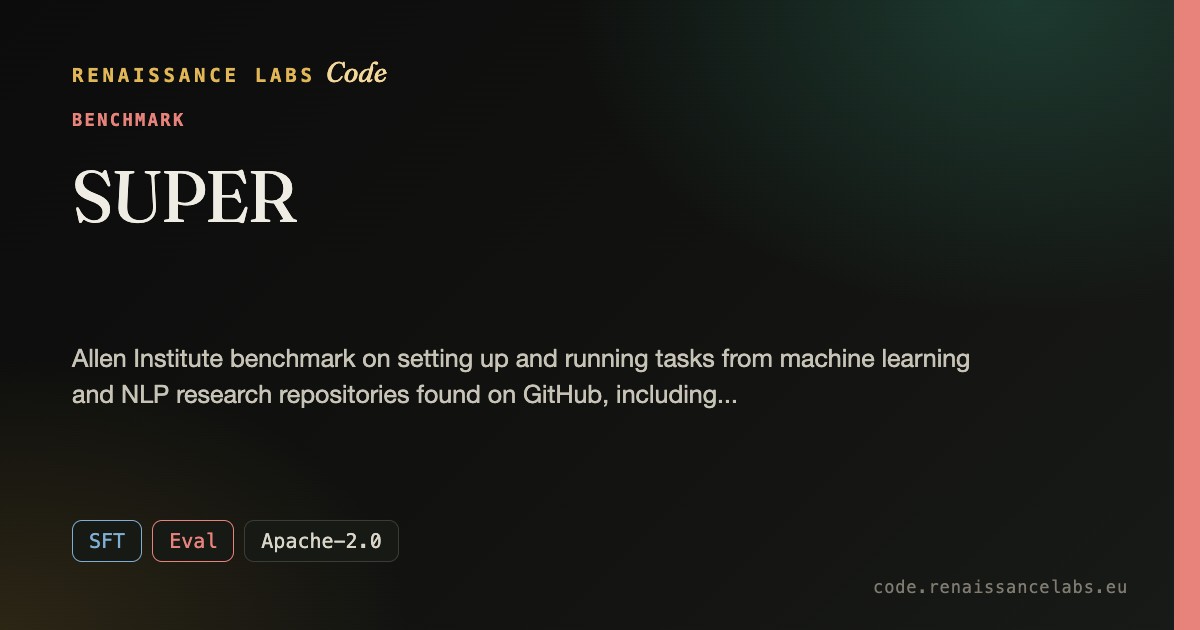 RENAISSANCE LABS Code
BENCHMARK
SUPER
Allen Institute benchmark on setting up and running tasks from machine learning
and NLP research repositories found on GitHub, including...
SFT Eval Apache-2.0
code.renaissancelabs.eu